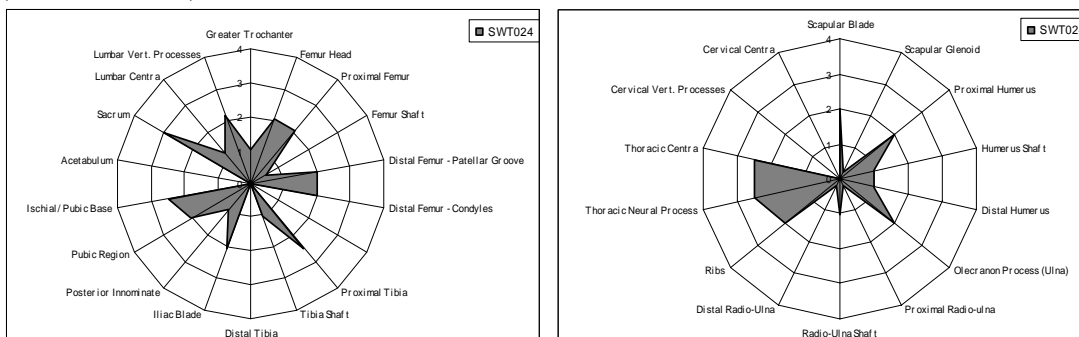 SWT024
Greater Trochanter
Femur Head
Proximal Femur
Femur Shaft
Distal Femur - Patellar Groove
Distal Femur - Condyles
Proximal Tibia
Tibia Shaft
Distal Tibia
Iliac Blade
Posterior Innominate
Pubic Region
Ischial/Pubic Base
Acetabulum
Sacrum
Lumbar Centra
Lumbar Vert. Processes
4
3
2
1
0
SWT02
Scapular Blade
Scapular Glenoid
Proximal Humerus
Humerus Shaft
Distal Humerus
Olecranon Process (Ulna)
Proximal Radio-ulna
Radio-Ulna Shaft
Distal Radio-Ulna
Ribs
Thoracic Neural Process
Thoracic Centra
Cervical Vert. Processes
Cervical Centra
4
3
2
1
0